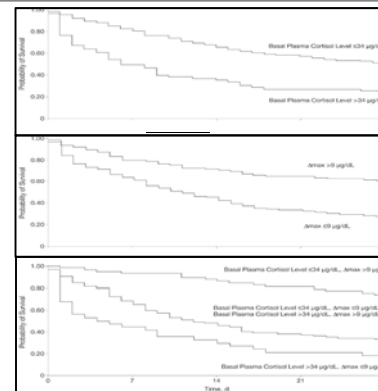 1.00
0.80
0.60
0.40
0.20
0
Probability of Survival
Basal Plasma Cortisol Level ≤34 µg/dL
Basal Plasma Cortisol Level >34 µg/dL
1.00
0.80
0.60
0.40
0.20
0
Probability of Survival
Δmax >9 µg/dL
Δmax ≤9 µg/dL
1.00
0.80
0.60
0.40
0.20
0
Probability of Survival
Basal Plasma Cortisol Level ≤34 µg/dL, Δmax >9 µg
Basal Plasma Cortisol Level ≤34 µg/dL, Δmax ≤9 µg/
Basal Plasma Cortisol Level >34 µg/dL, Δmax >9 µg/
Basal Plasma Cortisol Level >34 µg/dL, Δmax ≤9 µg
0 7 14 21
Time, d